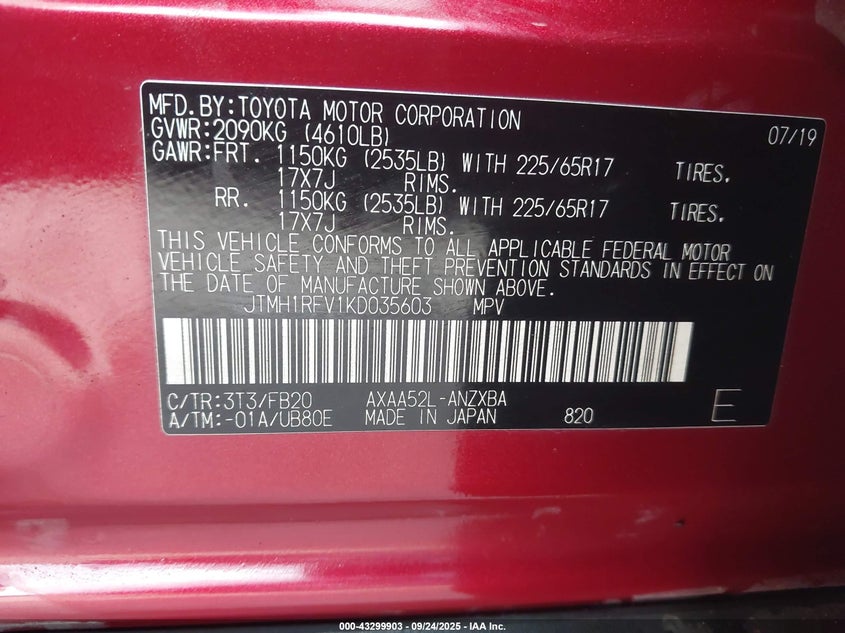 MFD.BY:TOYOTA MOTOR CORPORATION 07/19
GVWR:2090KG (4610LB)
GAWR:FRT. 1150KG (2535LB) WITH 225/65R17 TIRES.
17X7J RIMS.
RR. 1150KG (2535LB) WITH 225/65R17 TIRES.
17X7J RIMS.
THIS VEHICLE CONFORMS TO ALL APPLICABLE FEDERAL MOTOR
VEHICLE SAFETY AND THEFT PREVENTION STANDARDS IN EFFECT ON
THE DATE OF MANUFACTURE SHOWN ABOVE.
JTMH1RFV1KD035603 MPV
C/TR:3T3/FB20 AXAA52L-ANZXBA
A/TM:-01A/UB80E MADE IN JAPAN 820 E
000-43299903 - 09/24/2025 - IAA Inc.